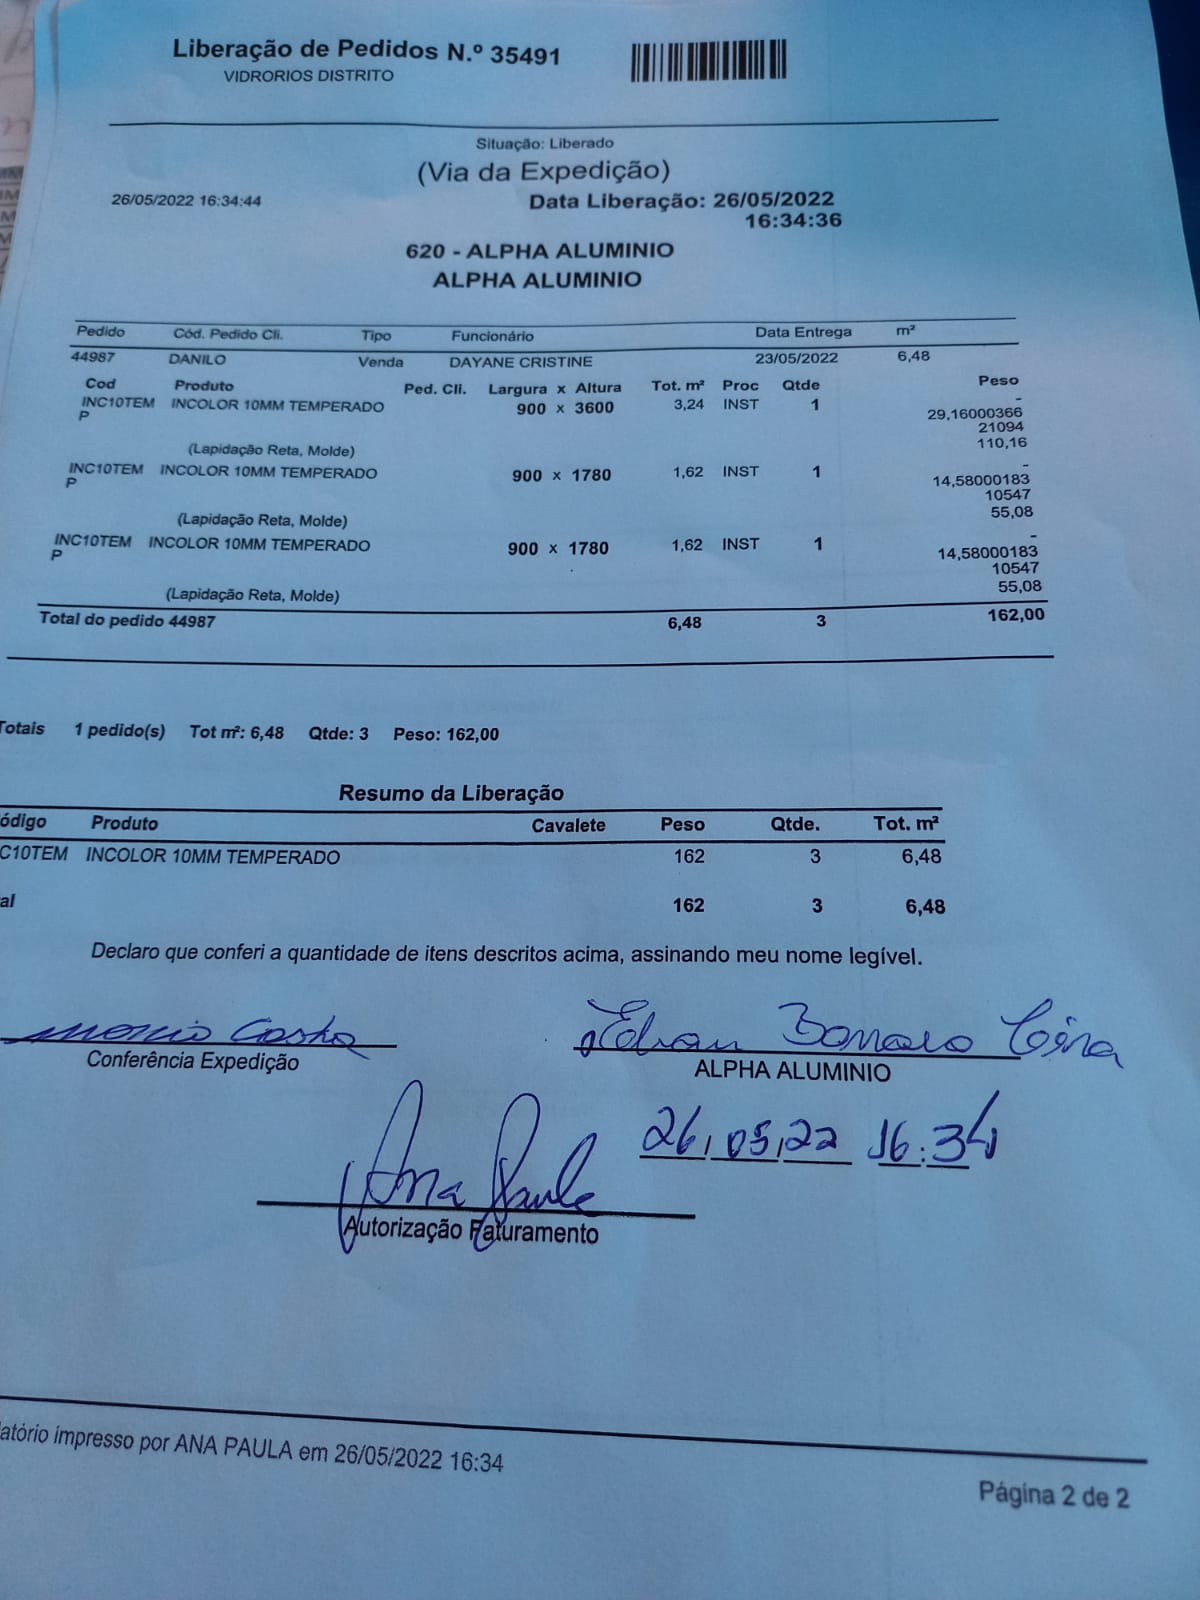 Liberação de Pedidos N.º 35491
VIDRORIOS DISTRITO
Situação: Liberado
(Via da Expedição)
26/05/2022 16:34:44 Data Liberação: 26/05/2022
16:34:36
620 - ALPHA ALUMINIO
ALPHA ALUMINIO
Pedido Cód. Pedido Cli. Tipo Funcionário Data Entrega m²
44987 DANILO Venda DAYANE CRISTINE 23/05/2022 6,48
Cod Produto Ped. Cli. Largura x Altura Tot. m² Proc Qtde Peso
INC10TEM INCOLOR 10MM TEMPERADO 900 x 3600 3,24 INST 1 -
P 29,16000366
21094
(Lapidação Reta, Molde) 110,16
INC10TEM INCOLOR 10MM TEMPERADO 900 x 1780 1,62 INST 1 -
P 14,58000183
10547
(Lapidação Reta, Molde) 55,08
INC10TEM INCOLOR 10MM TEMPERADO 900 x 1780 1,62 INST 1 -
P 14,58000183
10547
(Lapidação Reta, Molde) 55,08
Total do pedido 44987 6,48 3 162,00
Totais 1 pedido(s) Tot m²: 6,48 Qtde: 3 Peso: 162,00
Resumo da Liberação
ódigo Produto Cavalete Peso Qtde. Tot. m²
C10TEM INCOLOR 10MM TEMPERADO 162 3 6,48
al 162 3 6,48
Declaro que conferi a quantidade de itens descritos acima, assinando meu nome legível.
Costa
Conferência Expedição ALPHA ALUMINIO
26/05/22 16:34
Ana Paula
Autorização Faturamento
latório impresso por ANA PAULA em 26/05/2022 16:34
Página 2 de 2